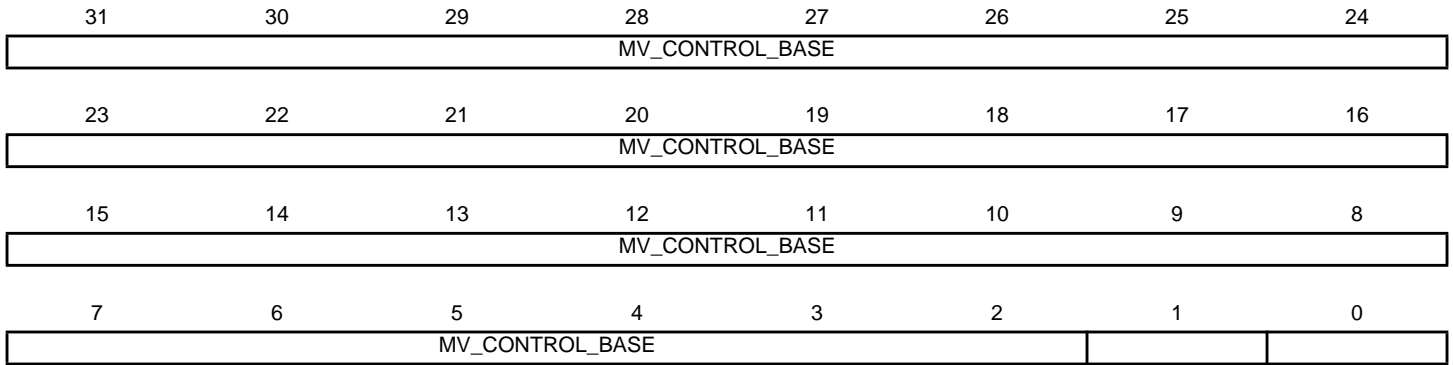 31 30 29 28 27 26 25 24
MV_CONTROL_BASE
23 22 21 20 19 18 17 16
MV_CONTROL_BASE
15 14 13 12 11 10 9 8
MV_CONTROL_BASE
7 6 5 4 3 2 1 0
MV_CONTROL_BASE